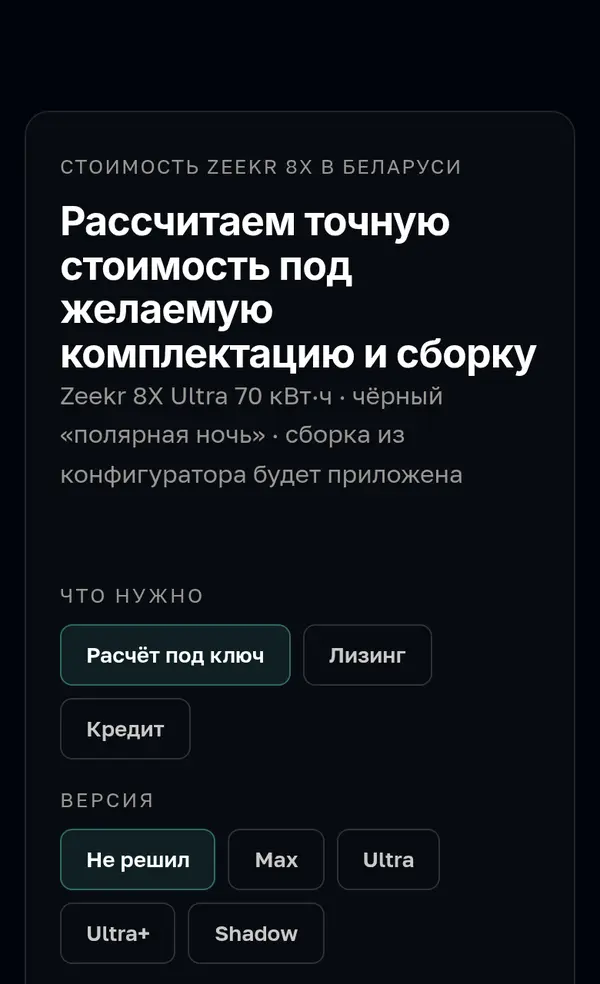 СТОИМОСТЬ ZEEKR 8X В БЕЛАРУСИ
Рассчитаем точную
стоимость под
желаемую
комплектацию и сборку
Zeekr 8X Ultra 70 кВт·ч · чёрный
«полярная ночь» · сборка из
конфигуратора будет приложена
ЧТО НУЖНО
Расчёт под ключ
Лизинг
Кредит
ВЕРСИЯ
Не решил
Max
Ultra
Ultra+
Shadow